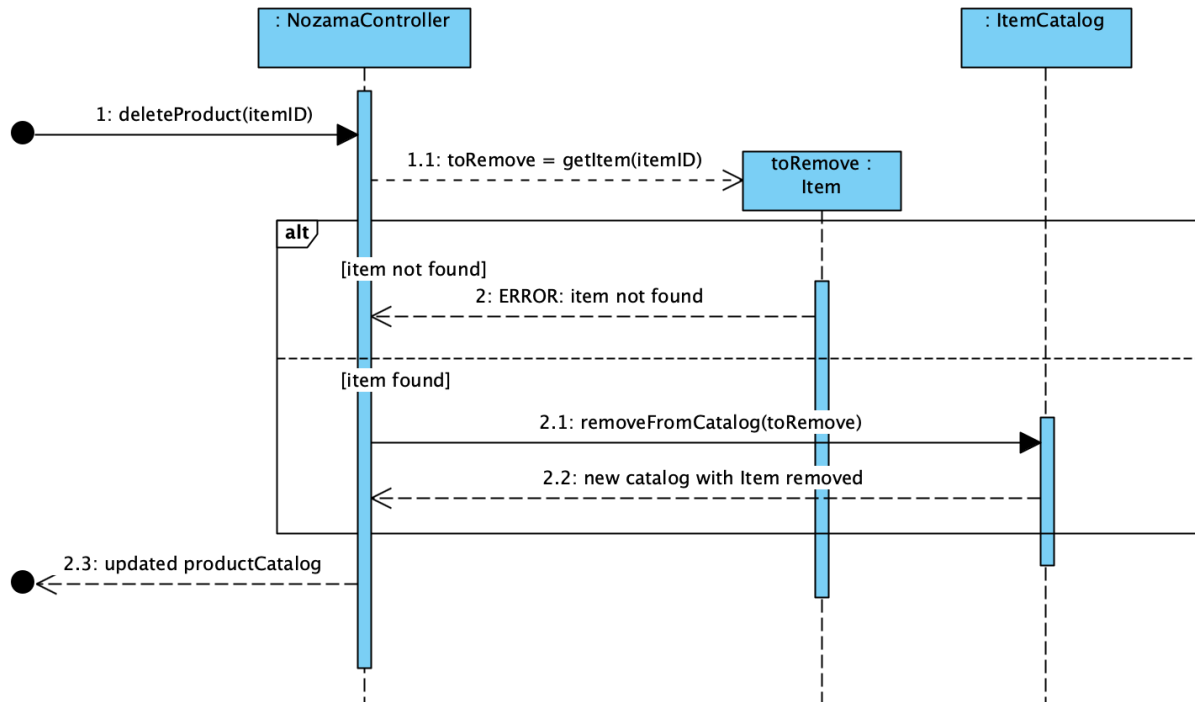 : NozamaController
: ItemCatalog
1: deleteProduct(itemID)
1.1: toRemove = getItem(itemID)
toRemove :
Item
alt
[item not found]
2: ERROR: item not found
[item found]
2.1: removeFromCatalog(toRemove)
2.2: new catalog with Item removed
2.3: updated productCatalog